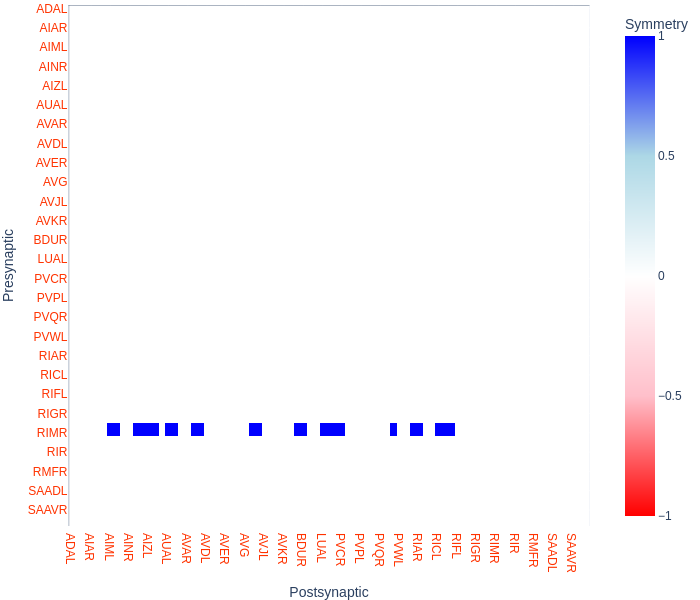 Symmetry
1
0.5
0
−0.5
−1
Presynaptic
ADAL
AIAR
AIML
AINR
AIZL
AUAL
AVAR
AVDL
AVER
AVG
AVJL
AVKR
BDUR
LUAL
PVCR
PVPL
PVQR
PVWL
RIAR
RICL
RIFL
RIGR
RIMR
RIR
RMFR
SAADL
SAAVR
ADAL
AIAR
AIML
AINR
AIZL
AUAL
AVAR
AVDL
AVER
AVG
AVJL
AVKR
BDUR
LUAL
PVCR
PVPL
PVQR
PVWL
RIAR
RICL
RIFL
RIGR
RIMR
RIR
RMFR
SAADL
SAAVR
Postsynaptic